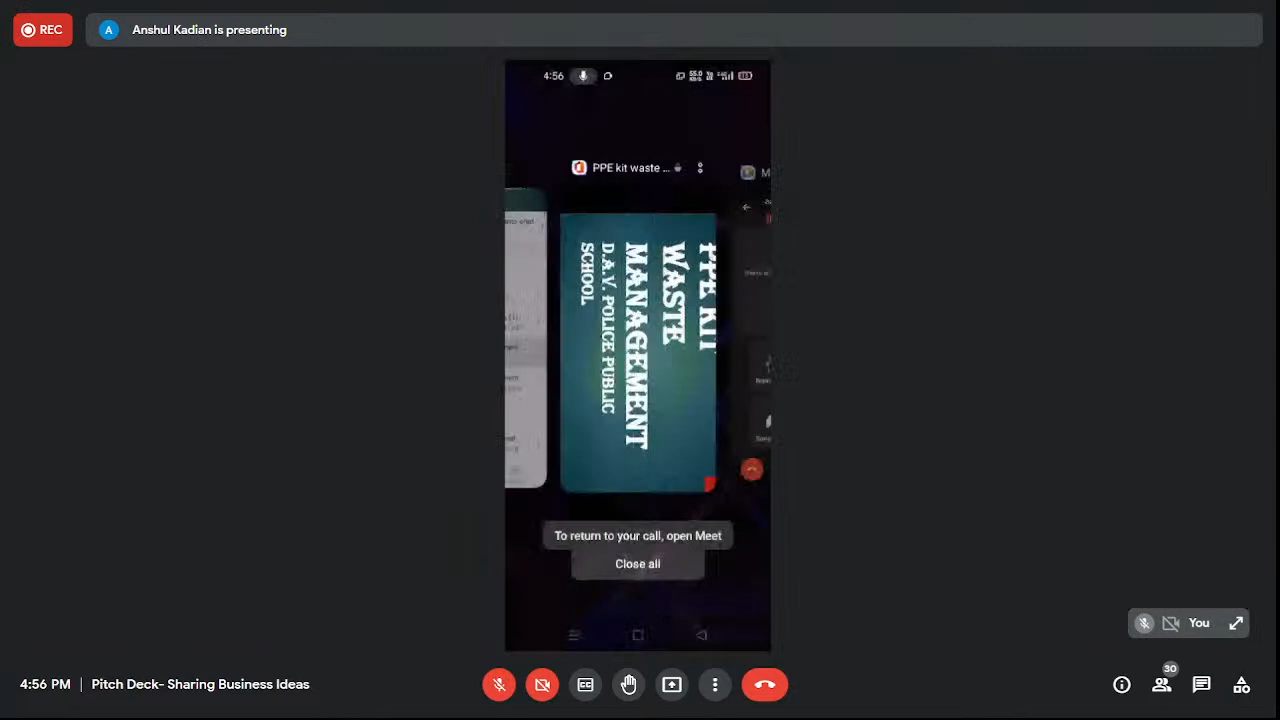 REC
A
Anshul Kadian is presenting
4:56
PPE kit waste ...
PPE KIT
WASTE
MANAGEMENT
D.A.V. POLICE PUBLIC
SCHOOL
To return to your call, open Meet
Close all
You
4:56 PM | Pitch Deck- Sharing Business Ideas
30